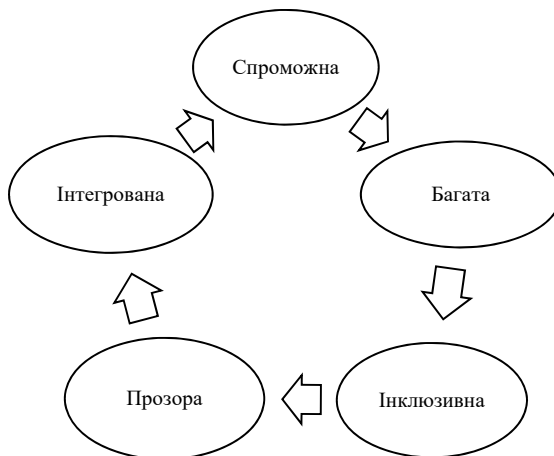 Спроможна
Інтегрована
Багата
Прозора
Інклюзивна